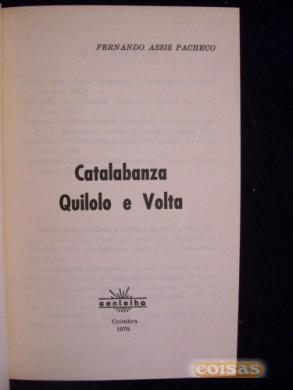 FERNANDO ASSIS PACHECO
Catalabanza
Quilolo e Volta
centelha
Coimbra
1976
coisas